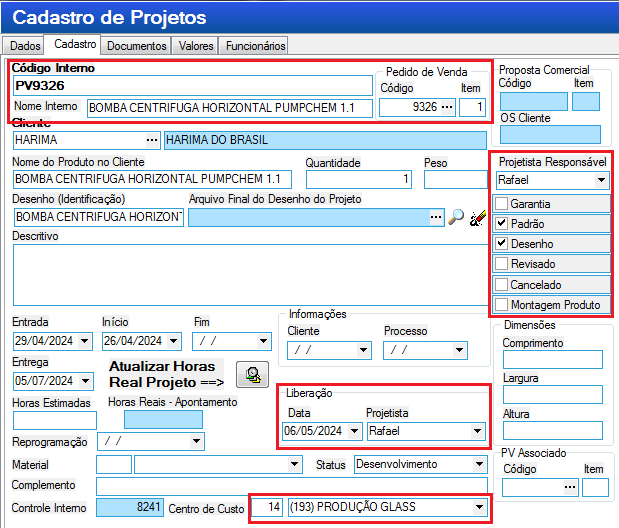 Cadastro de Projetos
Dados Cadastro Documentos Valores Funcionários
Código Interno
PV9326
Nome Interno BOMBA CENTRIFUGA HORIZONTAL PUMPCHEM 1.1
Pedido de Venda
Código Item
9326 ... 1
Proposta Comercial
Código Item
OS Cliente
Cliente
HARIMA ... HARIMA DO BRASIL
Nome do Produto no Cliente Quantidade Peso
BOMBA CENTRIFUGA HORIZONTAL PUMPCHEM 1.1 1
Desenho (Identificação) Arquivo Final do Desenho do Projeto
BOMBA CENTRIFUGA HORIZONT ...
Descritivo
Projetista Responsável
Rafael
Garantia
Padrão
Desenho
Revisado
Cancelado
Montagem Produto
Entrada Início Fim
29/04/2024 26/04/2024 / /
Informações
Cliente Processo
/ / / /
Dimensões
Comprimento
Largura
Altura
Entrega
05/07/2024
Atualizar Horas
Real Projeto ==>
Liberação
Data Projetista
06/05/2024 Rafael
Horas Estimadas Horas Reais - Apontamento
Reprogramação / /
Material Status Desenvolvimento
Complemento
PV Associado
Código Item
...
Controle Interno 8241 Centro de Custo 14 (193) PRODUÇÃO GLASS